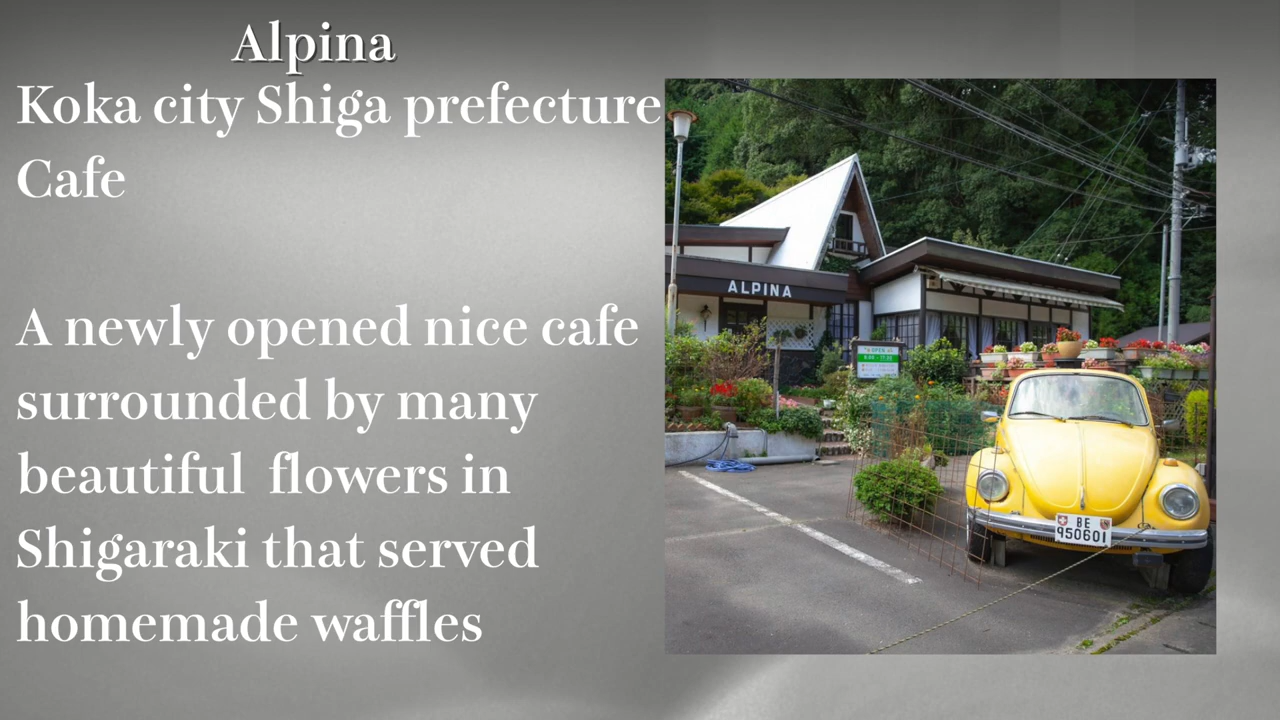 Alpina
Koka city Shiga prefecture
Cafe
A newly opened nice cafe
surrounded by many
beautiful flowers in
Shigaraki that served
homemade waffles
ALPINA
OPEN
BE
950601